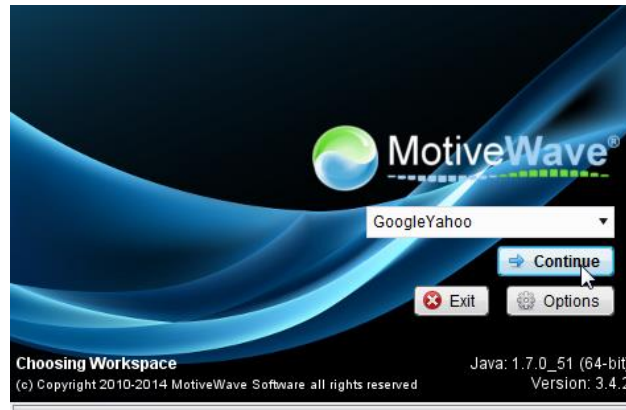 MotiveWave®
GoogleYahoo
Continue
Exit
Options
Choosing Workspace
Java: 1.7.0_51 (64-bit)
(c) Copyright 2010-2014 MotiveWave Software all rights reserved
Version: 3.4.2